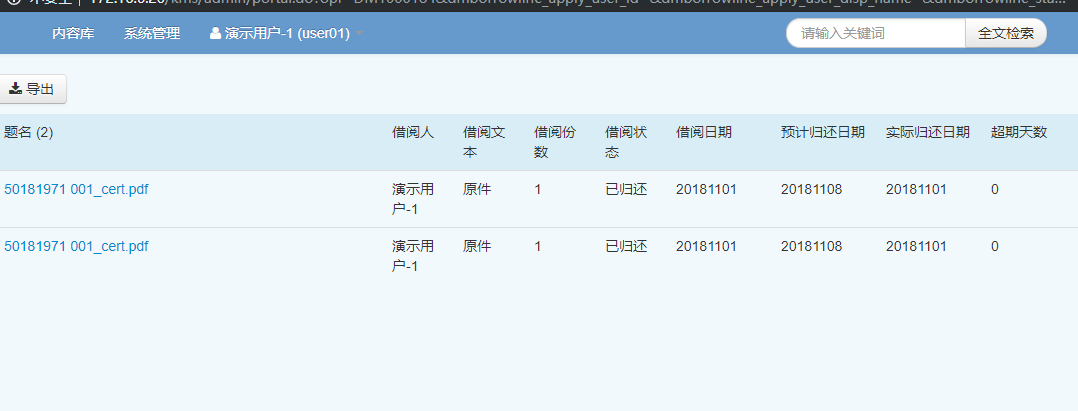 内容库 系统管理 演示用户-1 (user01) 请输入关键词 全文检索
导出
题名 (2) 借阅人 借阅文本 借阅份数 借阅状态 借阅日期 预计归还日期 实际归还日期 超期天数
50181971 001_cert.pdf 演示用户-1 原件 1 已归还 20181101 20181108 20181101 0
50181971 001_cert.pdf 演示用户-1 原件 1 已归还 20181101 20181108 20181101 0